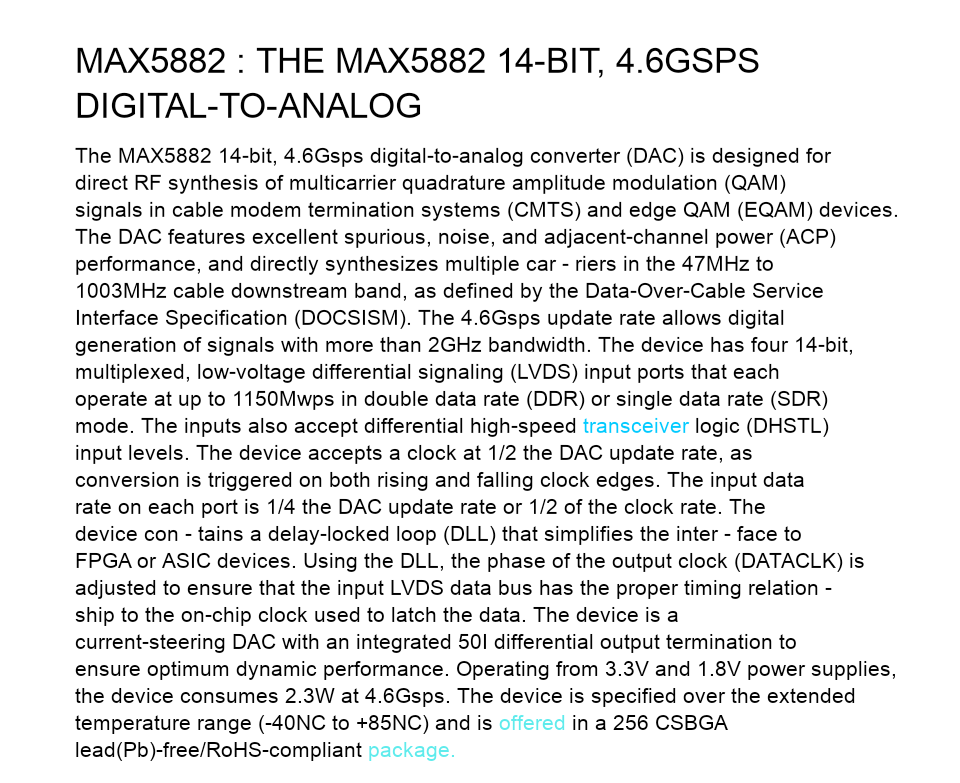 MAX5882 : THE MAX5882 14-BIT, 4.6GSPS
DIGITAL-TO-ANALOG
The MAX5882 14-bit, 4.6Gsps digital-to-analog converter (DAC) is designed for
direct RF synthesis of multicarrier quadrature amplitude modulation (QAM)
signals in cable modem termination systems (CMTS) and edge QAM (EQAM) devices.
The DAC features excellent spurious, noise, and adjacent-channel power (ACP)
performance, and directly synthesizes multiple car - riers in the 47MHz to
1003MHz cable downstream band, as defined by the Data-Over-Cable Service
Interface Specification (DOCSISM). The 4.6Gsps update rate allows digital
generation of signals with more than 2GHz bandwidth. The device has four 14-bit,
multiplexed, low-voltage differential signaling (LVDS) input ports that each
operate at up to 1150Mwps in double data rate (DDR) or single data rate (SDR)
mode. The inputs also accept differential high-speed transceiver logic (DHSTL)
input levels. The device accepts a clock at 1/2 the DAC update rate, as
conversion is triggered on both rising and falling clock edges. The input data
rate on each port is 1/4 the DAC update rate or 1/2 of the clock rate. The
device con - tains a delay-locked loop (DLL) that simplifies the inter - face to
FPGA or ASIC devices. Using the DLL, the phase of the output clock (DATACLK) is
adjusted to ensure that the input LVDS data bus has the proper timing relation -
ship to the on-chip clock used to latch the data. The device is a
current-steering DAC with an integrated 50I differential output termination to
ensure optimum dynamic performance. Operating from 3.3V and 1.8V power supplies,
the device consumes 2.3W at 4.6Gsps. The device is specified over the extended
temperature range (-40NC to +85NC) and is offered in a 256 CSBGA
lead(Pb)-free/RoHS-compliant package.